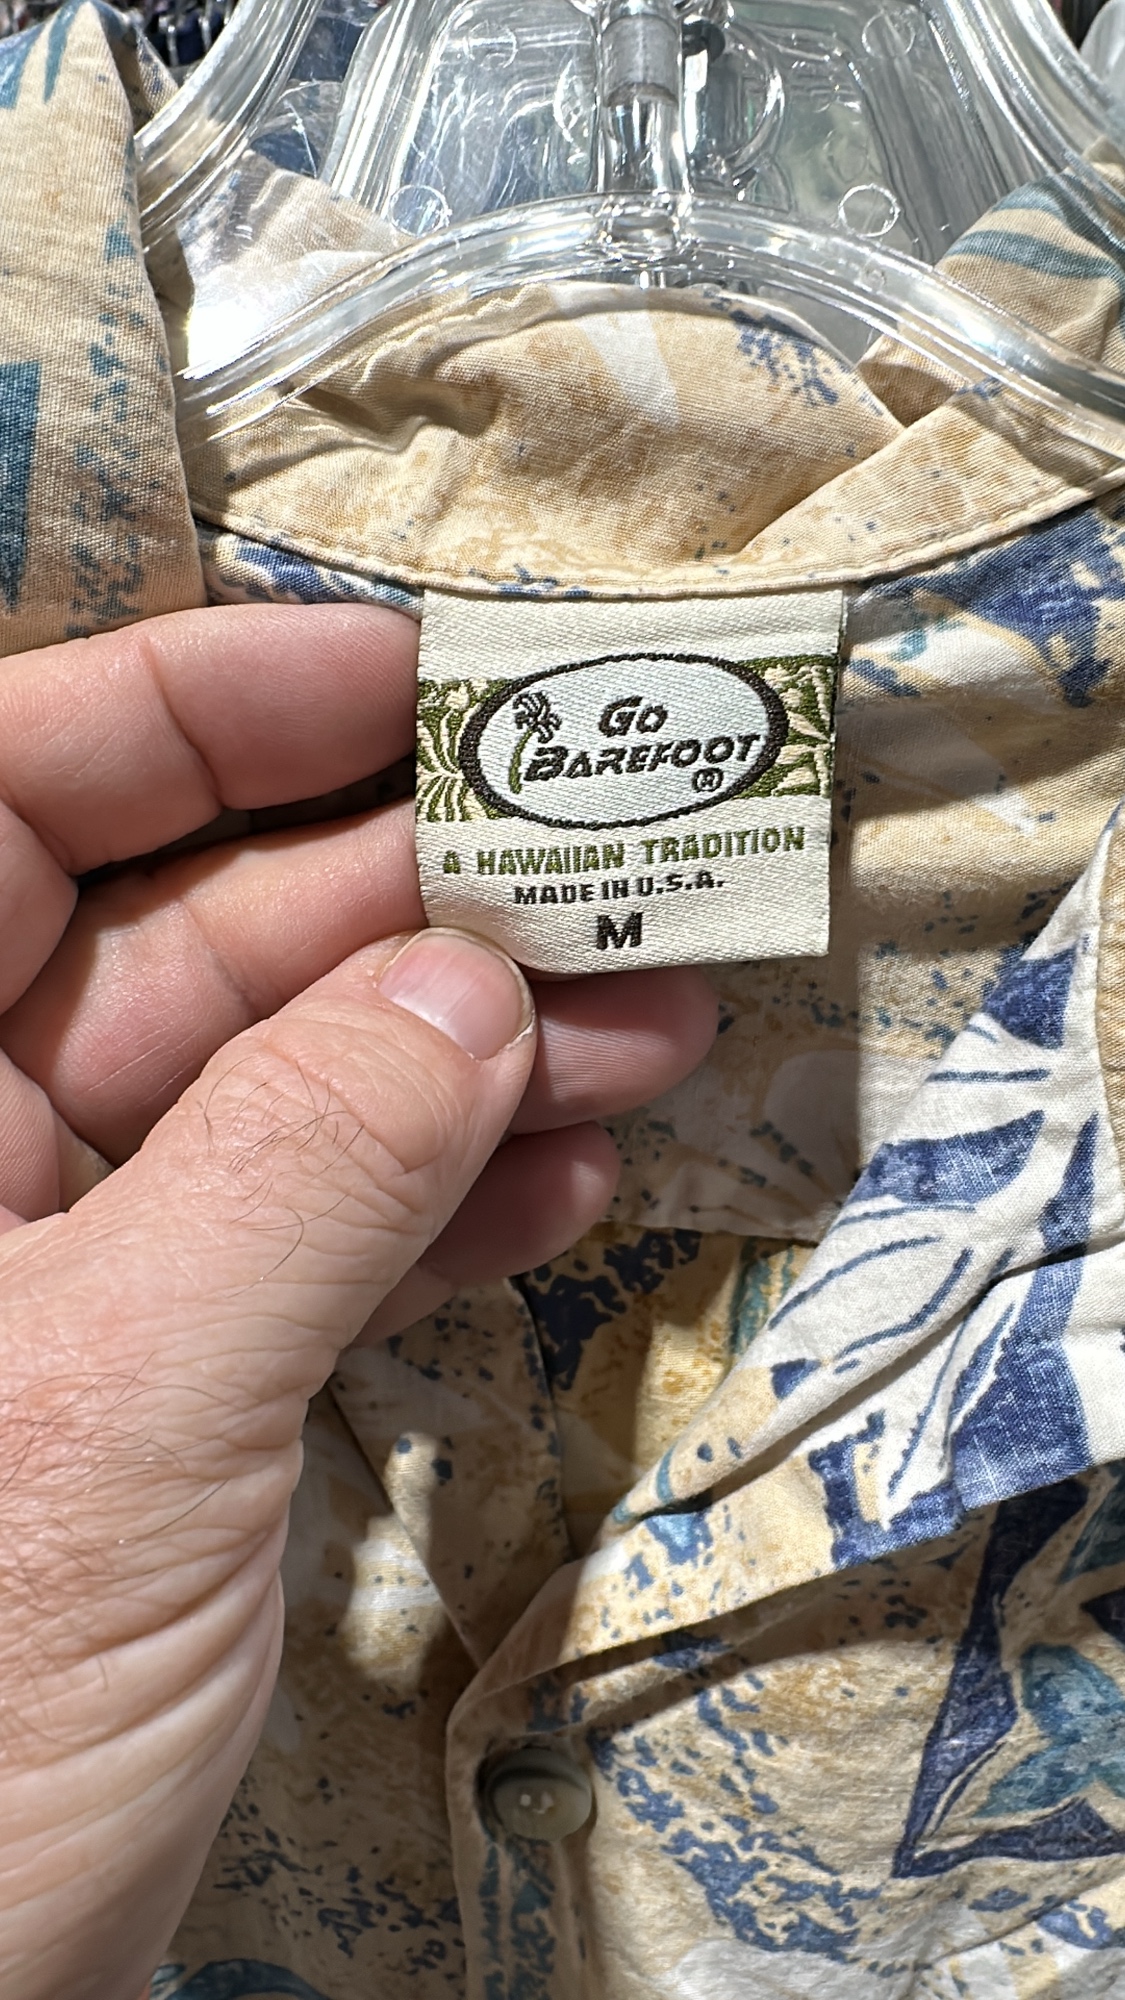 Go
BAREFOOT
®
A HAWAIIAN TRADITION
MADE IN U.S.A.
M